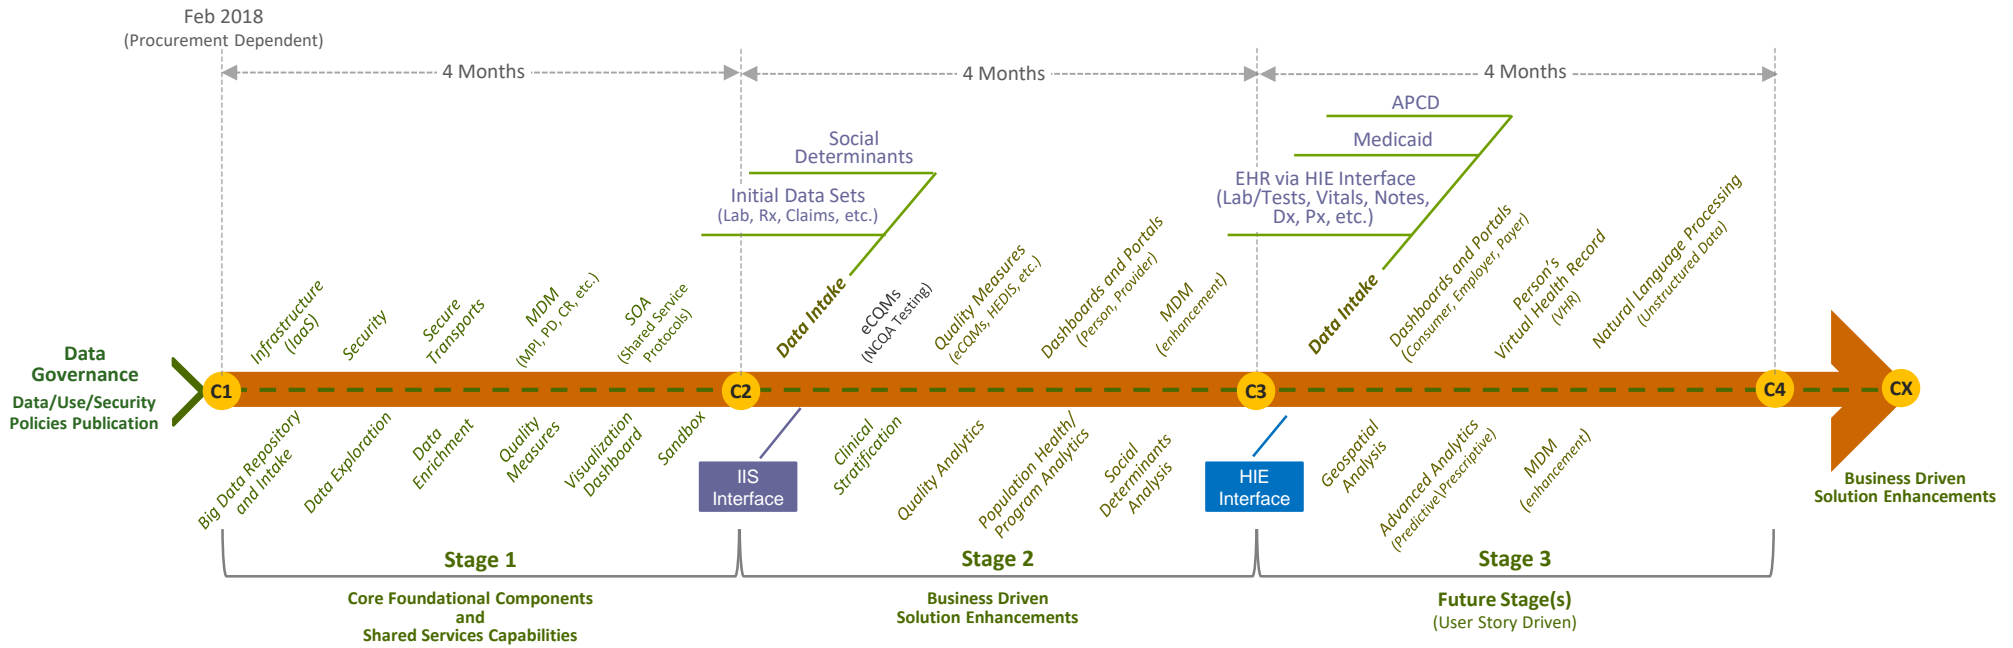 Feb 2018
(Procurement Dependent)
4 Months
4 Months
4 Months
Social
Determinants
Initial Data Sets
(Lab, Rx, Claims, etc.)
APCD
Medicaid
EHR via HIE Interface
(Lab/Tests, Vitals, Notes,
Dx, Px, etc.)
Infrastructure
(IaaS)
Security
Secure
Transports
MDM
(MPI, PD, CR, etc.)
SOA
(Shared Service
Protocols)
Data Intake
eCQMs
(NCQA Testing)
Quality Measures
(eCQMs, HEDIS, etc.)
Dashboards and Portals
(Person, Provider)
MDM
(enhancement)
Data Intake
Dashboards and Portals
(Consumer, Employer, Payer)
Person's
Virtual Health Record
(VHR)
Natural Language Processing
(Unstructured Data)
Data
Governance
Data/Use/Security
Policies Publication
C1
C2
C3
C4
CX
Big Data Repository
and Intake
Data Exploration
Data
Enrichment
Quality
Measures
Visualization
Dashboard
Sandbox
IIS
Interface
Clinical
Stratification
Quality Analytics
Population Health/
Program Analytics
Social
Determinants
Analysis
HIE
Interface
Geospatial
Analysis
Advanced Analytics
(Predictive\Prescriptive)
MDM
(enhancement)
Business Driven
Solution Enhancements
Stage 1
Core Foundational Components
and
Shared Services Capabilities
Stage 2
Business Driven
Solution Enhancements
Stage 3
Future Stage(s)
(User Story Driven)